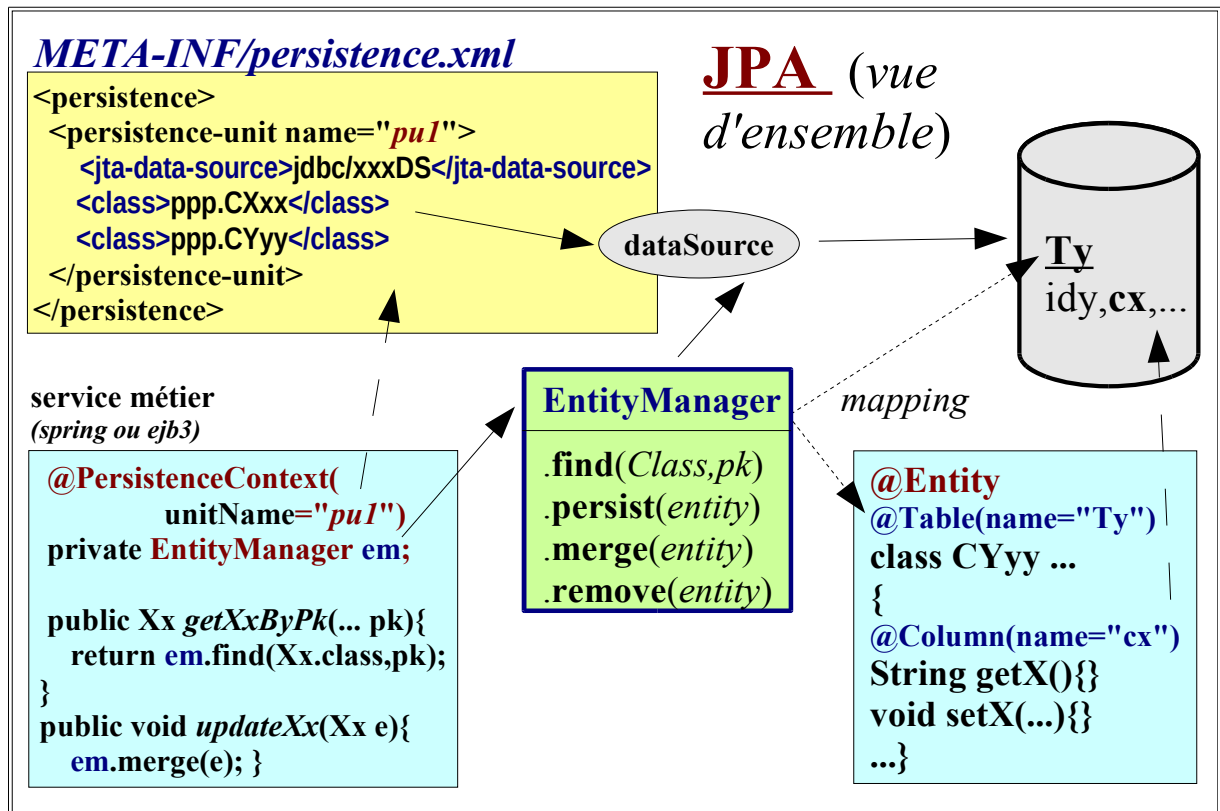 META-INF/persistence.xml
<persistence>
<persistence-unit name="pu1">
<jta-data-source>jdbc/xxxDS</jta-data-source>
<class>ppp.CXxx</class>
<class>ppp.CYyy</class>
</persistence-unit>
</persistence>
JPA (vue
d'ensemble)
dataSource
Ty
idy,cx,...
service métier
(spring ou ejb3)
@PersistenceContext(
unitName="pu1")
private EntityManager em;
public Xx getXxByPk(... pk){
return em.find(Xx.class,pk);
}
public void updateXx(Xx e){
em.merge(e); }
EntityManager
.find(Class,pk)
.persist(entity)
.merge(entity)
.remove(entity)
mapping
@Entity
@Table(name="Ty")
class CYyy ...
{
@Column(name="cx")
String getX(){}
void setX(...){}
...}